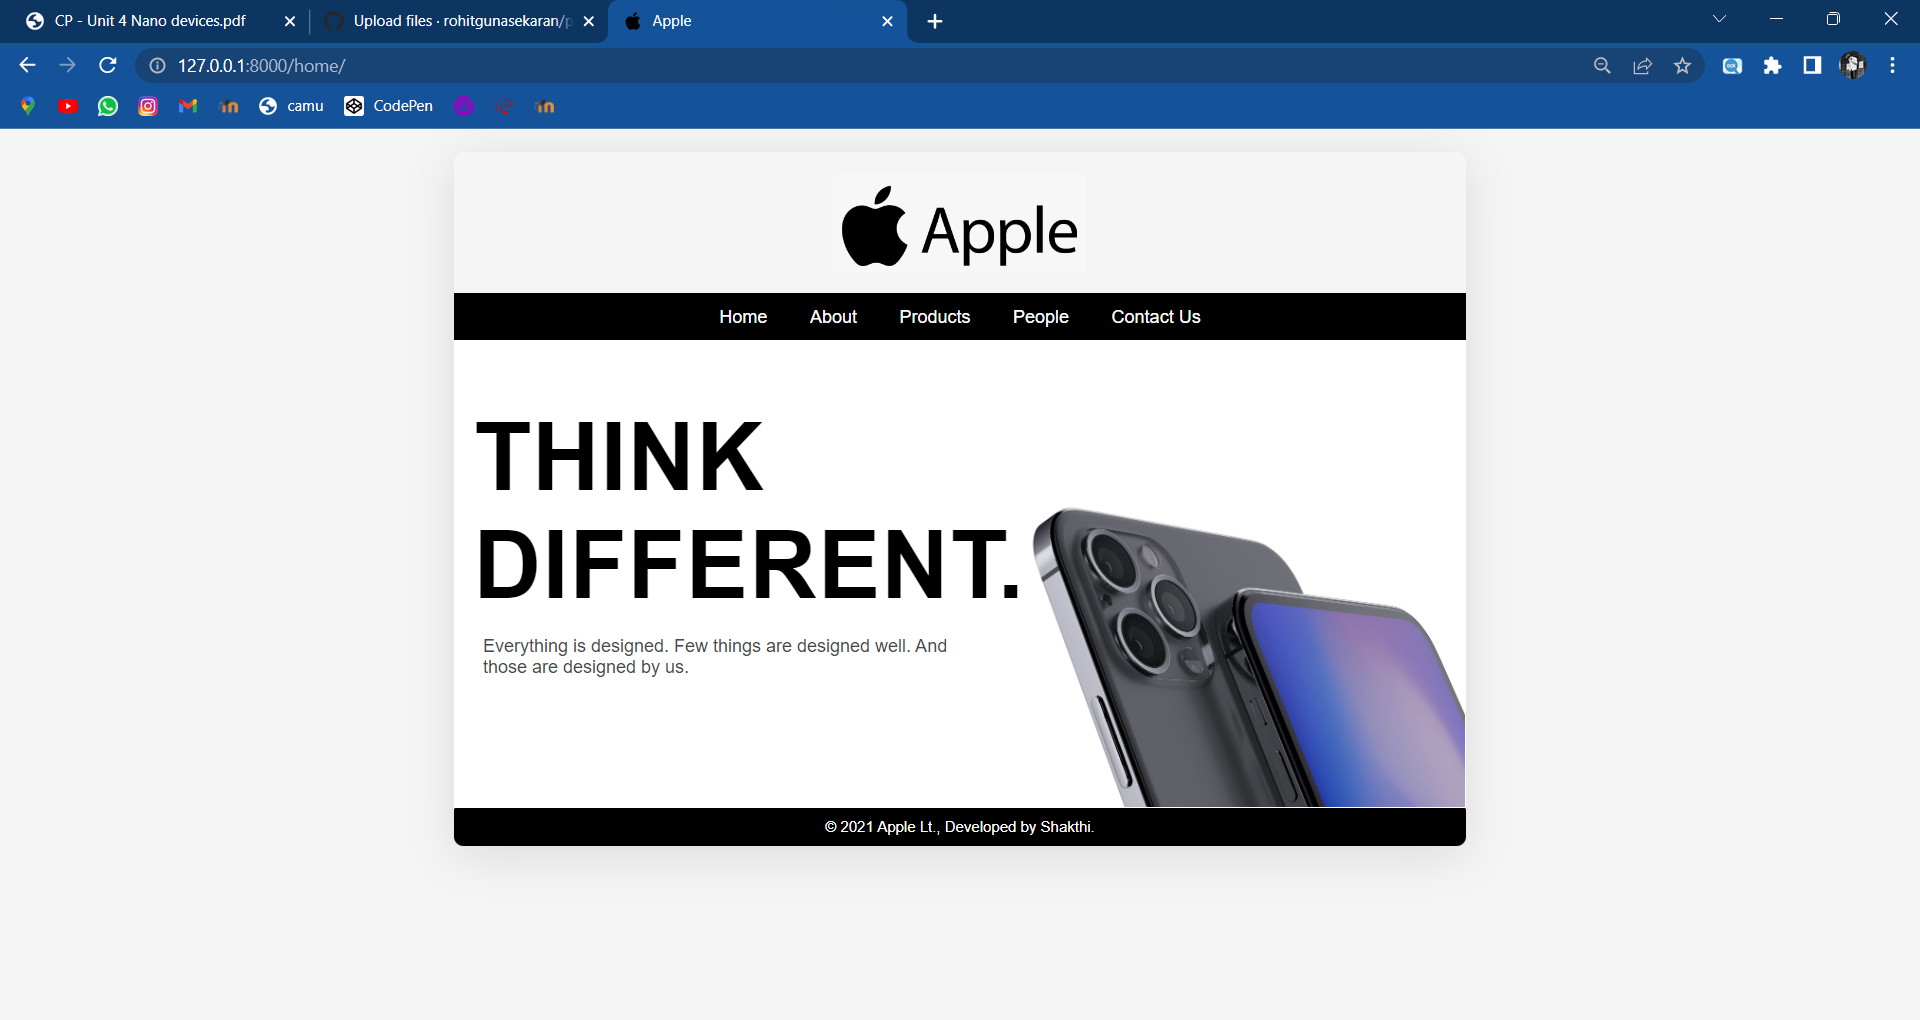 CP - Unit 4 Nano devices.pdf
Upload files · rohitgunasekaran/p
Apple
127.0.0.1:8000/home/
camu
CodePen
Apple
Home About Products People Contact Us
THINK
DIFFERENT.
Everything is designed. Few things are designed well. And
those are designed by us.
© 2021 Apple Lt., Developed by Shakthi.